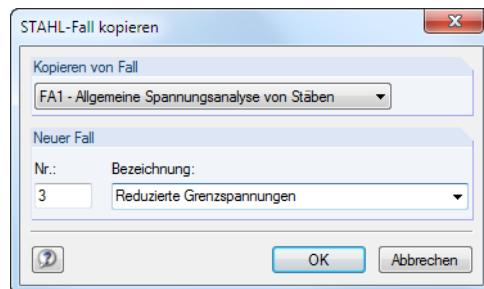 STAHL-Fall kopieren
Kopieren von Fall
FA1 - Allgemeine Spannungsanalyse von Stäben
Neuer Fall
Nr.: Bezeichnung:
3 Reduzierte Grenzspannungen
OK Abbrechen